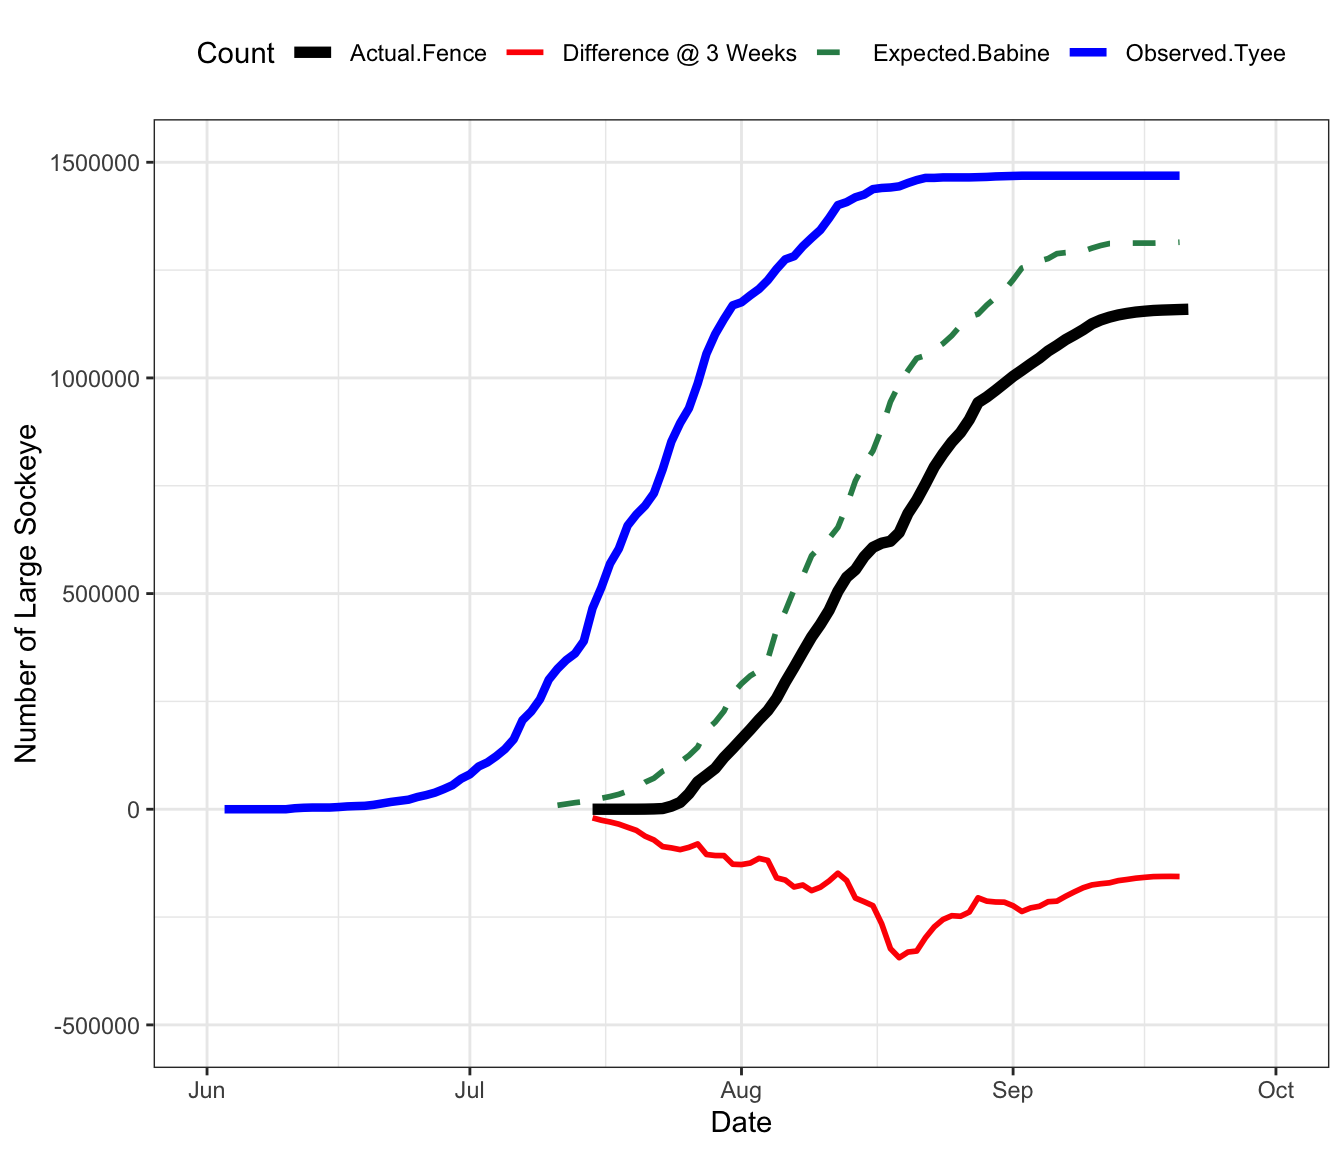 Count Actual.Fence Difference @ 3 Weeks Expected.Babine Observed.Tyee
1500000
1000000
500000
0
-500000
Number of Large Sockeye
Jun Jul Aug Sep Oct
Date